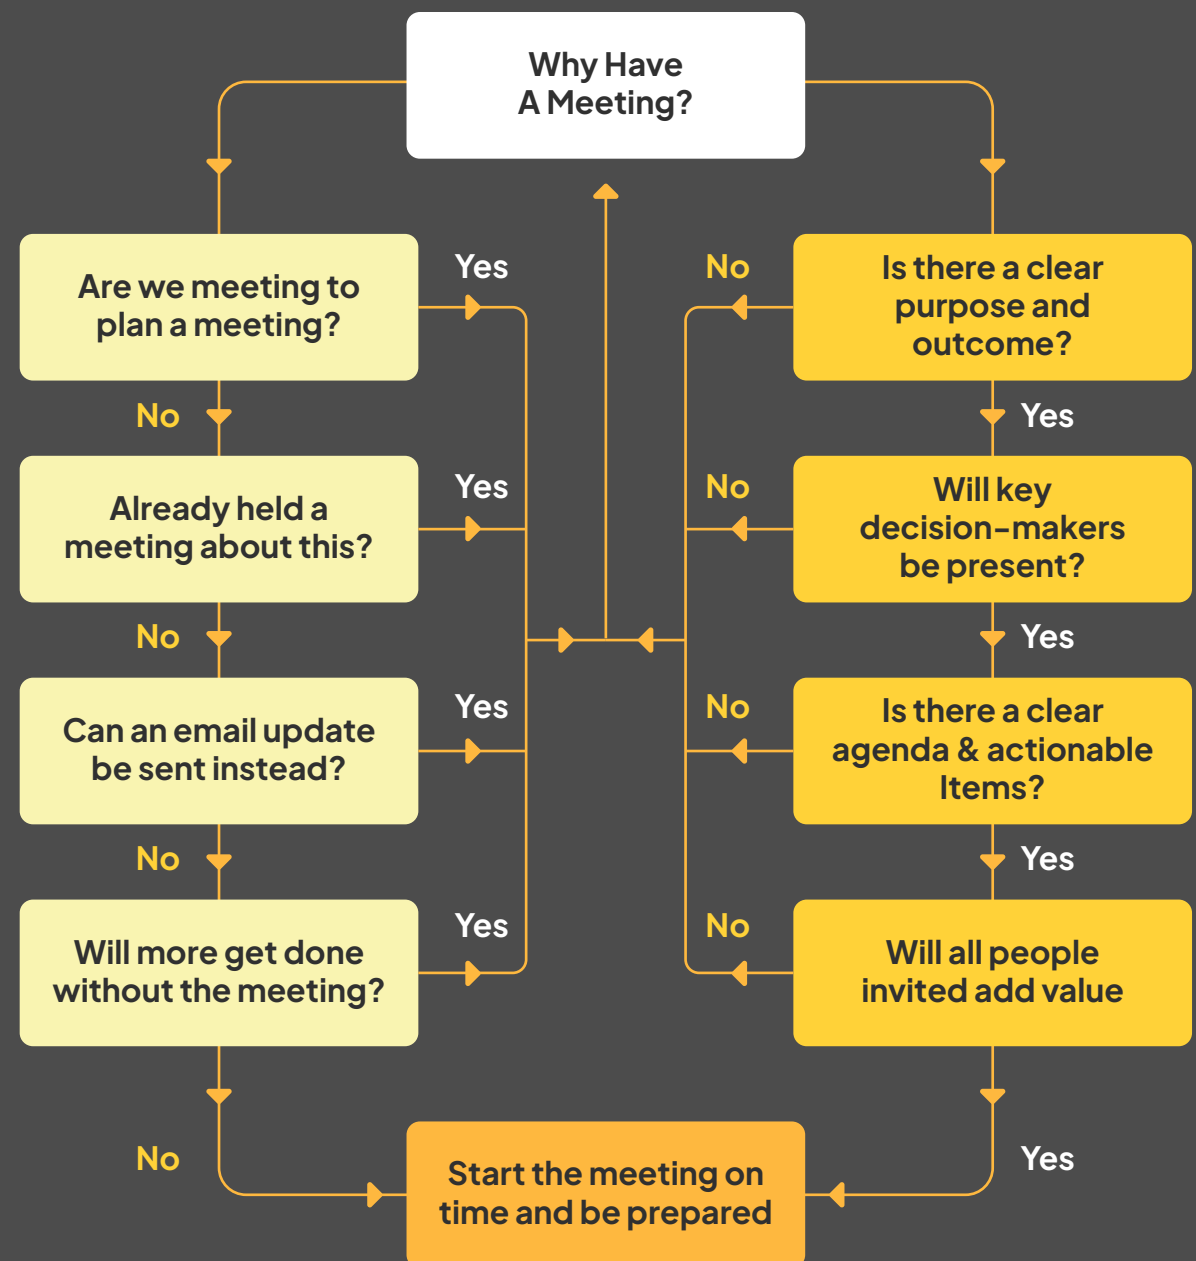 Why Have
A Meeting?
Are we meeting to
plan a meeting?
Yes
No
Is there a clear
purpose and
outcome?
No
Yes
Already held a
meeting about this?
Yes
No
Will key
decision-makers
be present?
No
Yes
Can an email update
be sent instead?
Yes
No
Is there a clear
agenda & actionable
Items?
No
Yes
Will more get done
without the meeting?
Yes
No
Will all people
invited add value
No
Yes
Start the meeting on
time and be prepared